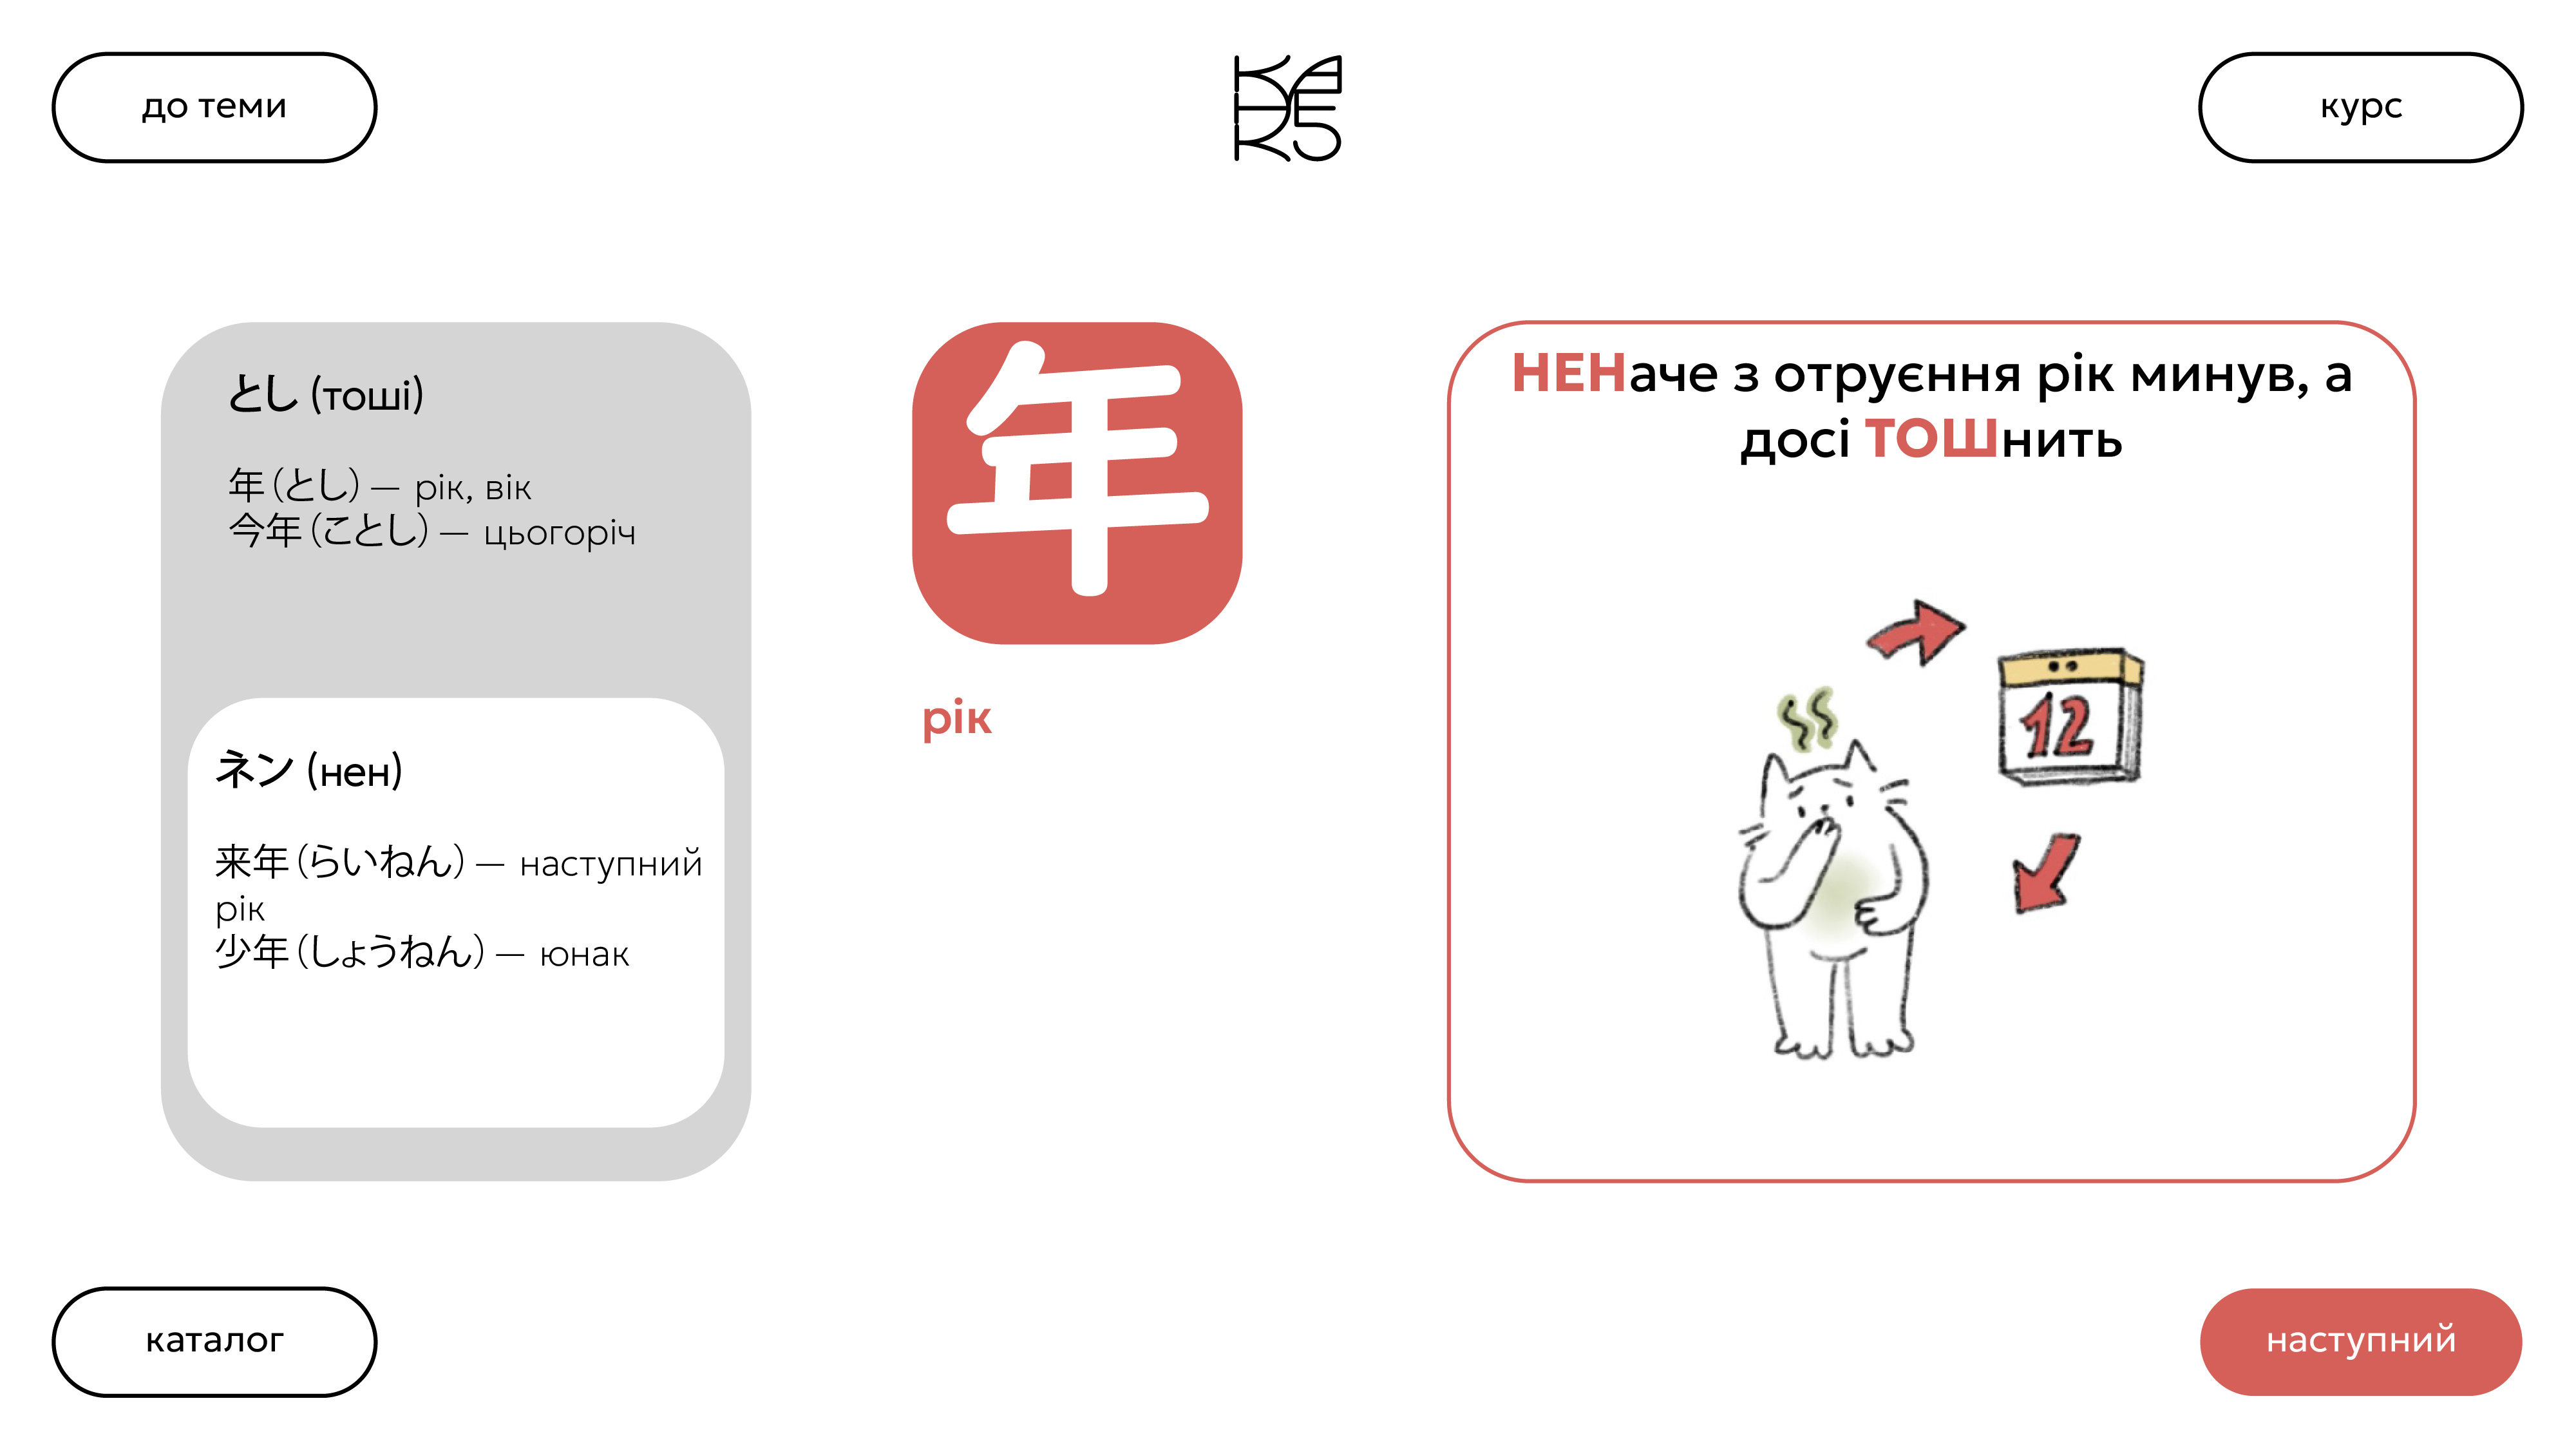 до теми
курс
とし (тоші)
年（とし）— рік, вік
今年（ことし）— цьогоріч
ネン (нен)
来年（らいねん）— наступний
рік
少年（しょうねん）— юнак
年
рік
НЕНаче з отруєння рік минув, а
досі ТОШнить
12
каталог
наступний